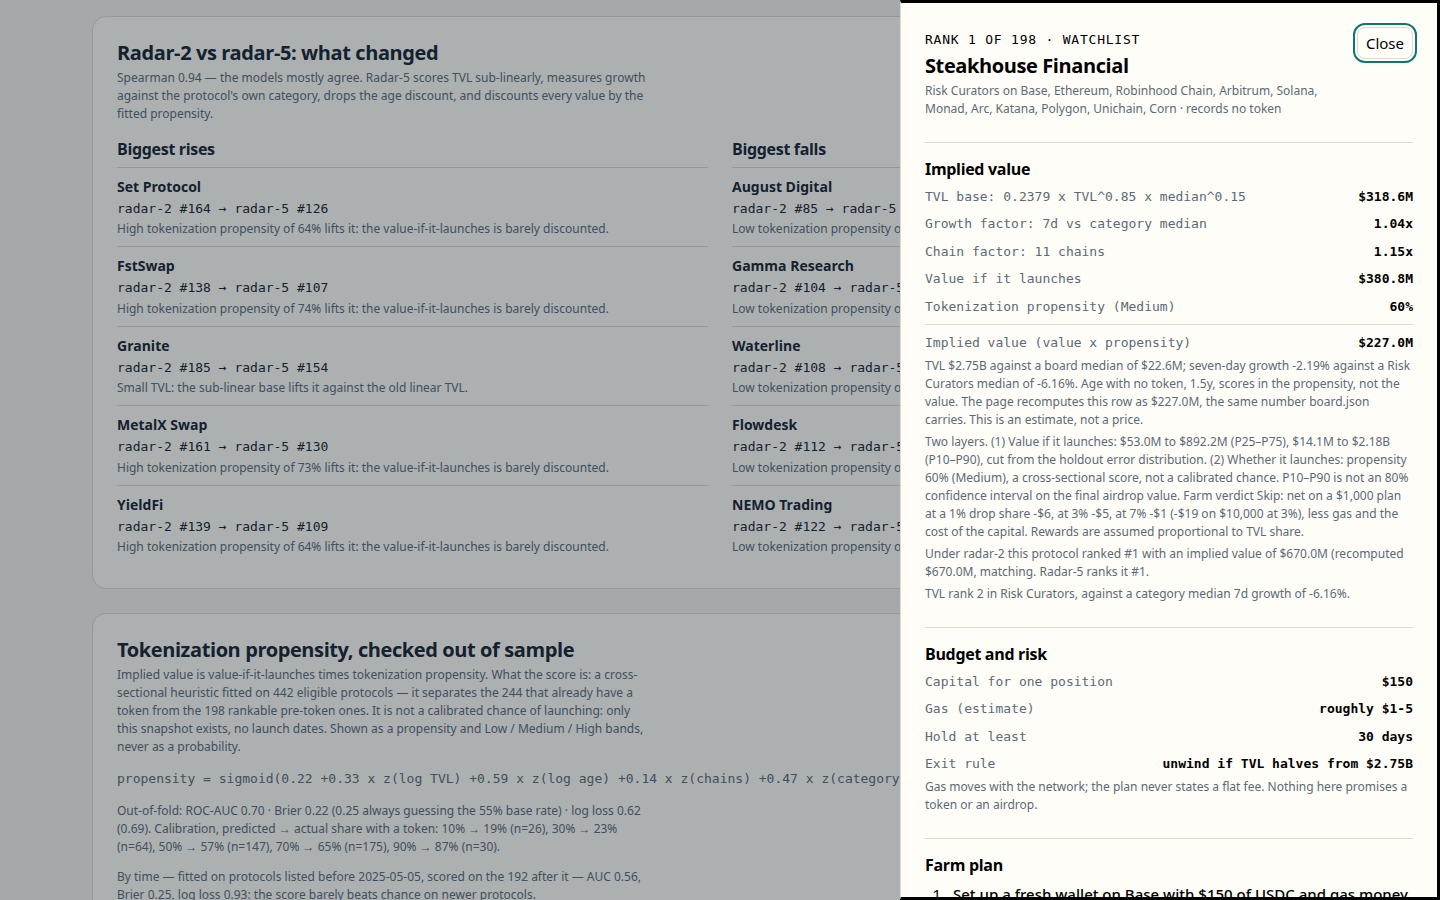 Radar-2 vs radar-5: what changed
Spearman 0.94 — the models mostly agree. Radar-5 scores TVL sub-linearly, measures growth
against the protocol's own category, drops the age discount, and discounts every value by the
fitted propensity.
Biggest rises
Set Protocol
radar-2 #164 → radar-5 #126
High tokenization propensity of 64% lifts it: the value-if-it-launches is barely discounted.
FstSwap
radar-2 #138 → radar-5 #107
High tokenization propensity of 74% lifts it: the value-if-it-launches is barely discounted.
Granite
radar-2 #185 → radar-5 #154
Small TVL: the sub-linear base lifts it against the old linear TVL.
MetalX Swap
radar-2 #161 → radar-5 #130
High tokenization propensity of 73% lifts it: the value-if-it-launches is barely discounted.
YieldFi
radar-2 #139 → radar-5 #109
High tokenization propensity of 64% lifts it: the value-if-it-launches is barely discounted.
Biggest falls
August Digital
radar-2 #85 → radar-5
Low tokenization propensity o
Gamma Research
radar-2 #104 → radar-5
Low tokenization propensity o
Waterline
radar-2 #108 → radar-5
Low tokenization propensity o
Flowdesk
radar-2 #112 → radar-5
Low tokenization propensity o
NEMO Trading
radar-2 #122 → radar-5
Low tokenization propensity o
Tokenization propensity, checked out of sample
Implied value is value-if-it-launches times tokenization propensity. What the score is: a cross-
sectional heuristic fitted on 442 eligible protocols — it separates the 244 that already have a
token from the 198 rankable pre-token ones. It is not a calibrated chance of launching: only
this snapshot exists, no launch dates. Shown as a propensity and Low / Medium / High bands,
never as a probability.
propensity = sigmoid(0.22 +0.33 x z(log TVL) +0.59 x z(log age) +0.14 x z(chains) +0.47 x z(category
Out-of-fold: ROC-AUC 0.70 · Brier 0.22 (0.25 always guessing the 55% base rate) · log loss 0.62
(0.69). Calibration, predicted → actual share with a token: 10% → 19% (n=26), 30% → 23%
(n=64), 50% → 57% (n=147), 70% → 65% (n=175), 90% → 87% (n=30).
By time — fitted on protocols listed before 2025-05-05, scored on the 192 after it — AUC 0.56,
Brier 0.25, log loss 0.93: the score barely beats chance on newer protocols.
RANK 1 OF 198 · WATCHLIST
Close
Steakhouse Financial
Risk Curators on Base, Ethereum, Robinhood Chain, Arbitrum, Solana,
Monad, Arc, Katana, Polygon, Unichain, Corn · records no token
Implied value
TVL base: 0.2379 x TVL^0.85 x median^0.15 $318.6M
Growth factor: 7d vs category median 1.04x
Chain factor: 11 chains 1.15x
Value if it launches $380.8M
Tokenization propensity (Medium) 60%
Implied value (value x propensity) $227.0M
TVL $2.75B against a board median of $22.6M; seven-day growth -2.19% against a Risk
Curators median of -6.16%. Age with no token, 1.5y, scores in the propensity, not the
value. The page recomputes this row as $227.0M, the same number board.json
carries. This is an estimate, not a price.
Two layers. (1) Value if it launches: $53.0M to $892.2M (P25–P75), $14.1M to $2.18B
(P10–P90), cut from the holdout error distribution. (2) Whether it launches: propensity
60% (Medium), a cross-sectional score, not a calibrated chance. P10–P90 is not an 80%
confidence interval on the final airdrop value. Farm verdict Skip: net on a $1,000 plan
at a 1% drop share -$6, at 3% -$5, at 7% -$1 (-$19 on $10,000 at 3%), less gas and the
cost of the capital. Rewards are assumed proportional to TVL share.
Under radar-2 this protocol ranked #1 with an implied value of $670.0M (recomputed
$670.0M, matching. Radar-5 ranks it #1.
TVL rank 2 in Risk Curators, against a category median 7d growth of -6.16%.
Budget and risk
Capital for one position $150
Gas (estimate) roughly $1-5
Hold at least 30 days
Exit rule unwind if TVL halves from $2.75B
Gas moves with the network; the plan never states a flat fee. Nothing here promises a
token or an airdrop.
Farm plan
1. Set up a fresh wallet on Base with $150 of USDC and gas money.